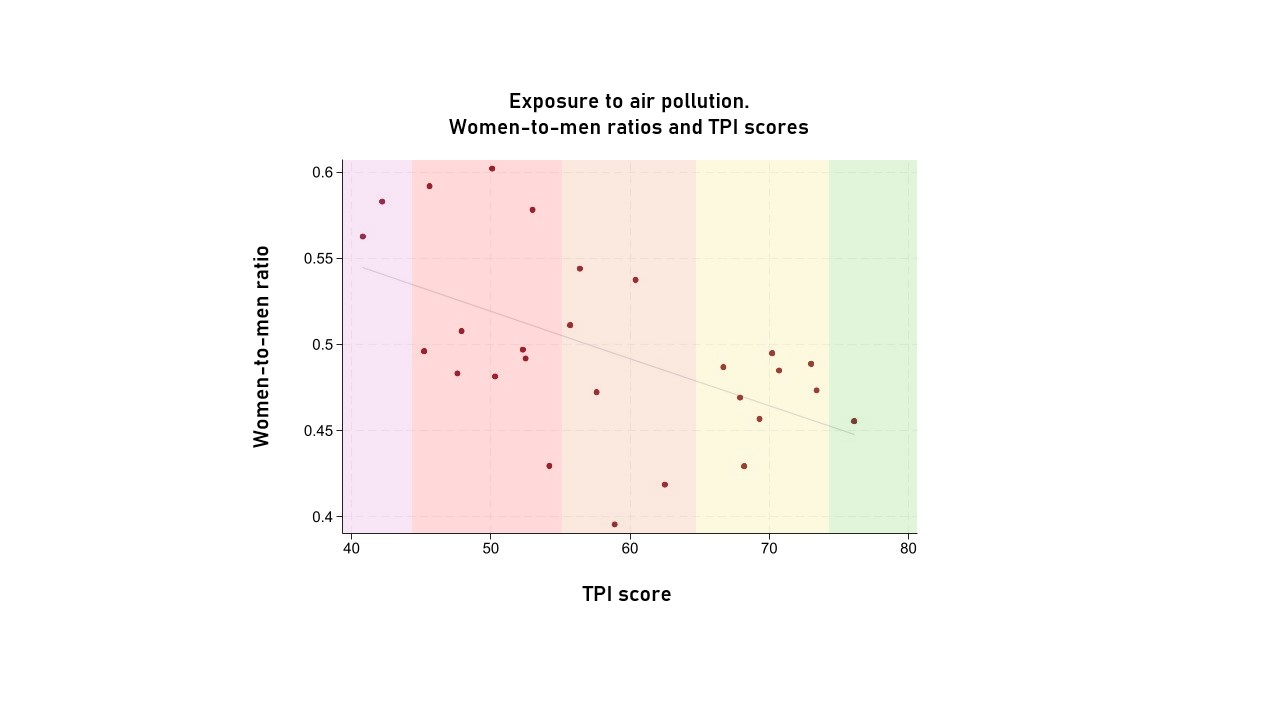 Exposure to air pollution.
Women-to-men ratios and TPI scores
Women-to-men ratio
0.6
0.55
0.5
0.45
0.4
40 50 60 70 80
TPI score